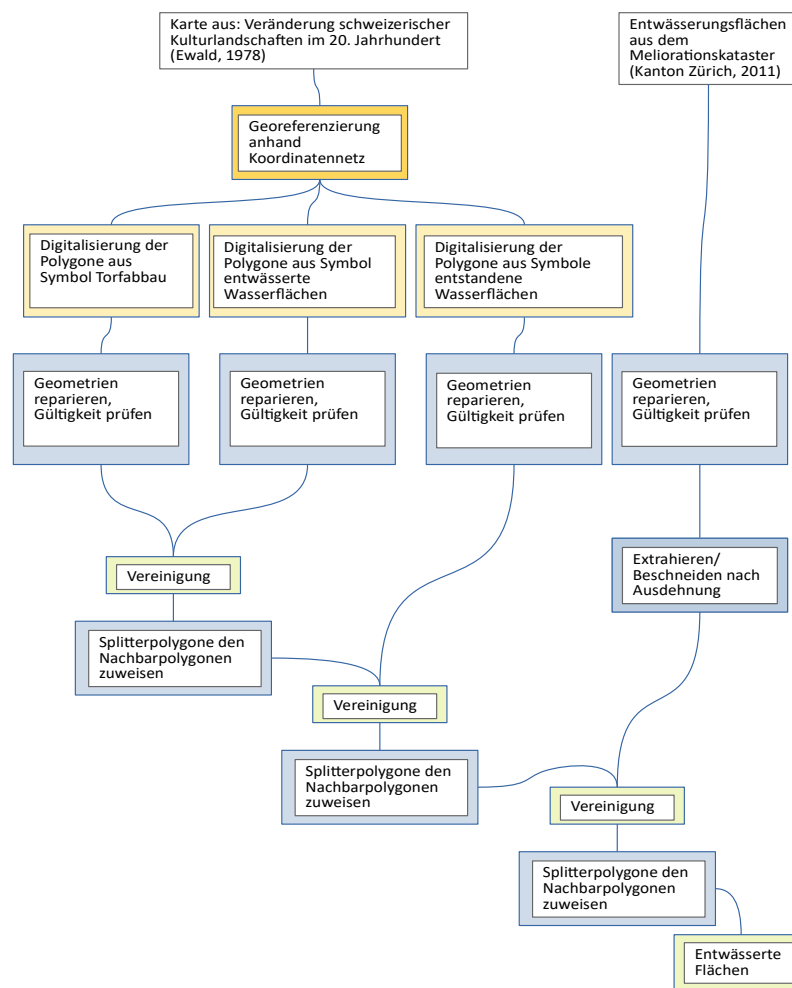 Karte aus: Veränderung schweizerischer
Kulturlandschaften im 20. Jahrhundert
(Ewald, 1978)
Entwässerungsflächen
aus dem
Meliorationskataster
(Kanton Zürich, 2011)
Georeferenzierung
anhand
Koordinatennetz
Digitalisierung der
Polygone aus
Symbol Torfabbau
Digitalisierung der
Polygone aus Symbol
entwässerte
Wasserflächen
Digitalisierung der
Polygone aus Symbole
entstandene
Wasserflächen
Geometrien
reparieren,
Gültigkeit prüfen
Geometrien
reparieren,
Gültigkeit prüfen
Geometrien
reparieren,
Gültigkeit prüfen
Geometrien
reparieren,
Gültigkeit prüfen
Vereinigung
Extrahieren/
Beschneiden nach
Ausdehnung
Splitterpolygone den
Nachbarpolygonen
zuweisen
Vereinigung
Splitterpolygone den
Nachbarpolygonen
zuweisen
Vereinigung
Splitterpolygone den
Nachbarpolygonen
zuweisen
Entwässerte
Flächen